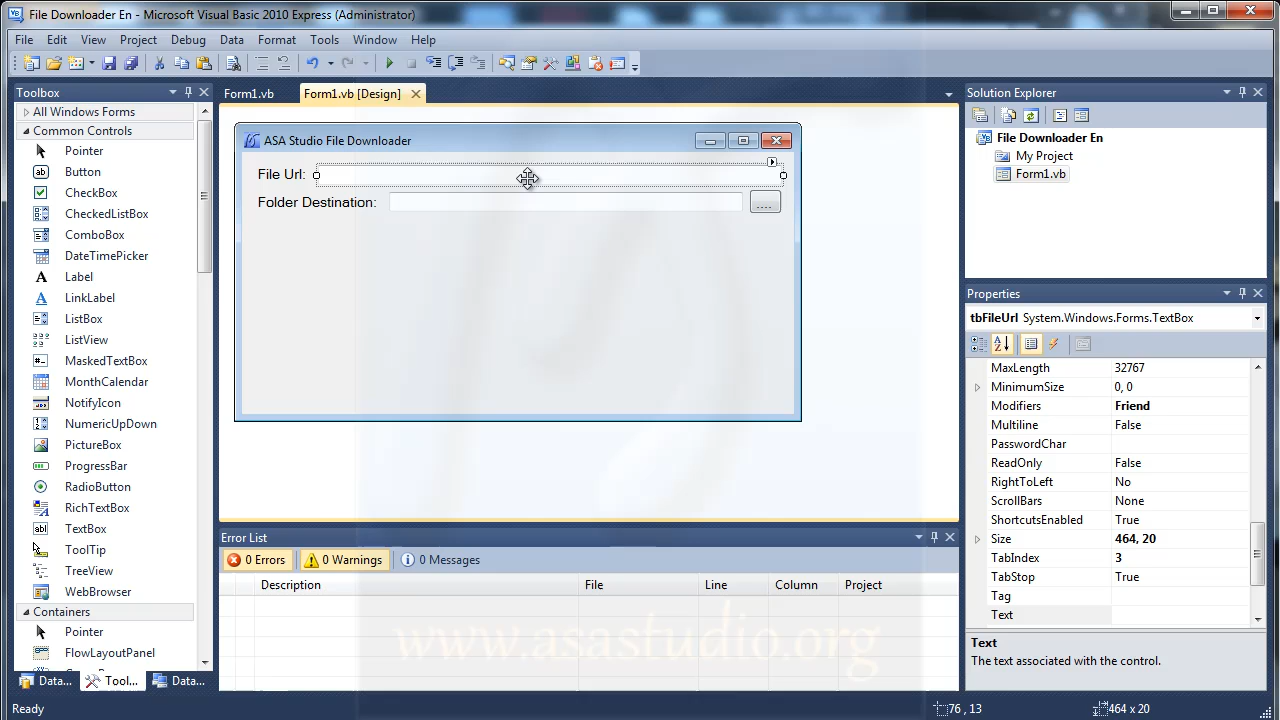 File Downloader En - Microsoft Visual Basic 2010 Express (Administrator)
File Edit View Project Debug Data Format Tools Window Help
Toolbox
All Windows Forms
Common Controls
Pointer
Button
CheckBox
CheckedListBox
ComboBox
DateTimePicker
Label
LinkLabel
ListBox
ListView
MaskedTextBox
MonthCalendar
NotifyIcon
NumericUpDown
PictureBox
ProgressBar
RadioButton
RichTextBox
TextBox
ToolTip
TreeView
WebBrowser
Containers
Pointer
FlowLayoutPanel
Data... Tool... Data...
Form1.vb Form1.vb [Design]
ASA Studio File Downloader
File Url:
Folder Destination: ....
Error List
0 Errors 0 Warnings 0 Messages
Description File Line Column Project
www.asastudio.org
Solution Explorer
File Downloader En
My Project
Form1.vb
Properties
tbFileUrl System.Windows.Forms.TextBox
MaxLength 32767
MinimumSize 0, 0
Modifiers Friend
Multiline False
PasswordChar
ReadOnly False
RightToLeft No
ScrollBars None
ShortcutsEnabled True
Size 464, 20
TabIndex 3
TabStop True
Tag
Text
Text
The text associated with the control.
Ready 76 , 13 464 x 20